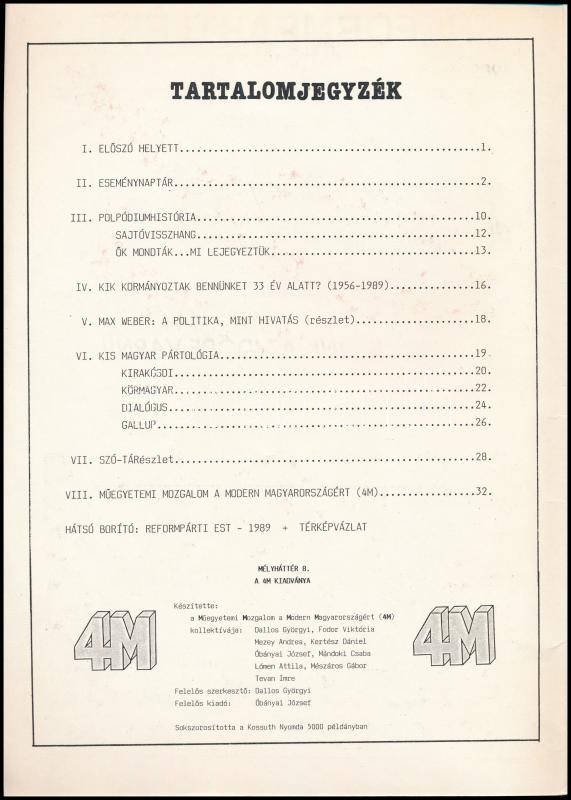 TARTALOMJEGYZÉK
I. ELŐSZÓ HELYETT...................................................1.
II. ESEMÉNYNAPTÁR....................................................2.
III. POLPÓDIUMHISTÓRIA...............................................10.
SAJTÓVISSZHANG...............................................12.
ŐK MONDTÁK...MI LEJEGYEZTÜK..................................13.
IV. KIK KORMÁNYOZTAK BENNÜNKET 33 ÉV ALATT? (1956-1989)..............16.
V. MAX WEBER: A POLITIKA, MINT HIVATÁS (részlet)....................18.
VI. KIS MAGYAR PÁRTOLÓGIA...........................................19.
KIRAKÓSDI...................................................20.
KÖRMAGYAR...................................................22.
DIALÓGUS....................................................24.
GALLUP......................................................26.
VII. SZÓ-TÁRészlet...................................................28.
VIII. MŰEGYETEMI MOZGALOM A MODERN MAGYARORSZÁGÉRT (4M)................32.
HÁTSÓ BORÍTÓ: REFORMPÁRTI EST - 1989 + TÉRKÉPVÁZLAT
MÉLYHÁTTÉR 8.
A 4M KIADVÁNYA
Készítette:
a Műegyetemi Mozgalom a Modern Magyarországért (4M)
kollektívája: Dallos Györgyi, Fodor Viktória
Mezey Andrea, Kertész Dániel
Óbányai József, Mándoki Csaba
Lómen Attila, Mészáros Gábor
Tevan Imre
Felelős szerkesztő: Dallos Györgyi
Felelős kiadó: Óbányai József
Sokszorosította a Kossuth Nyomda 5000 példányban
4M
4M